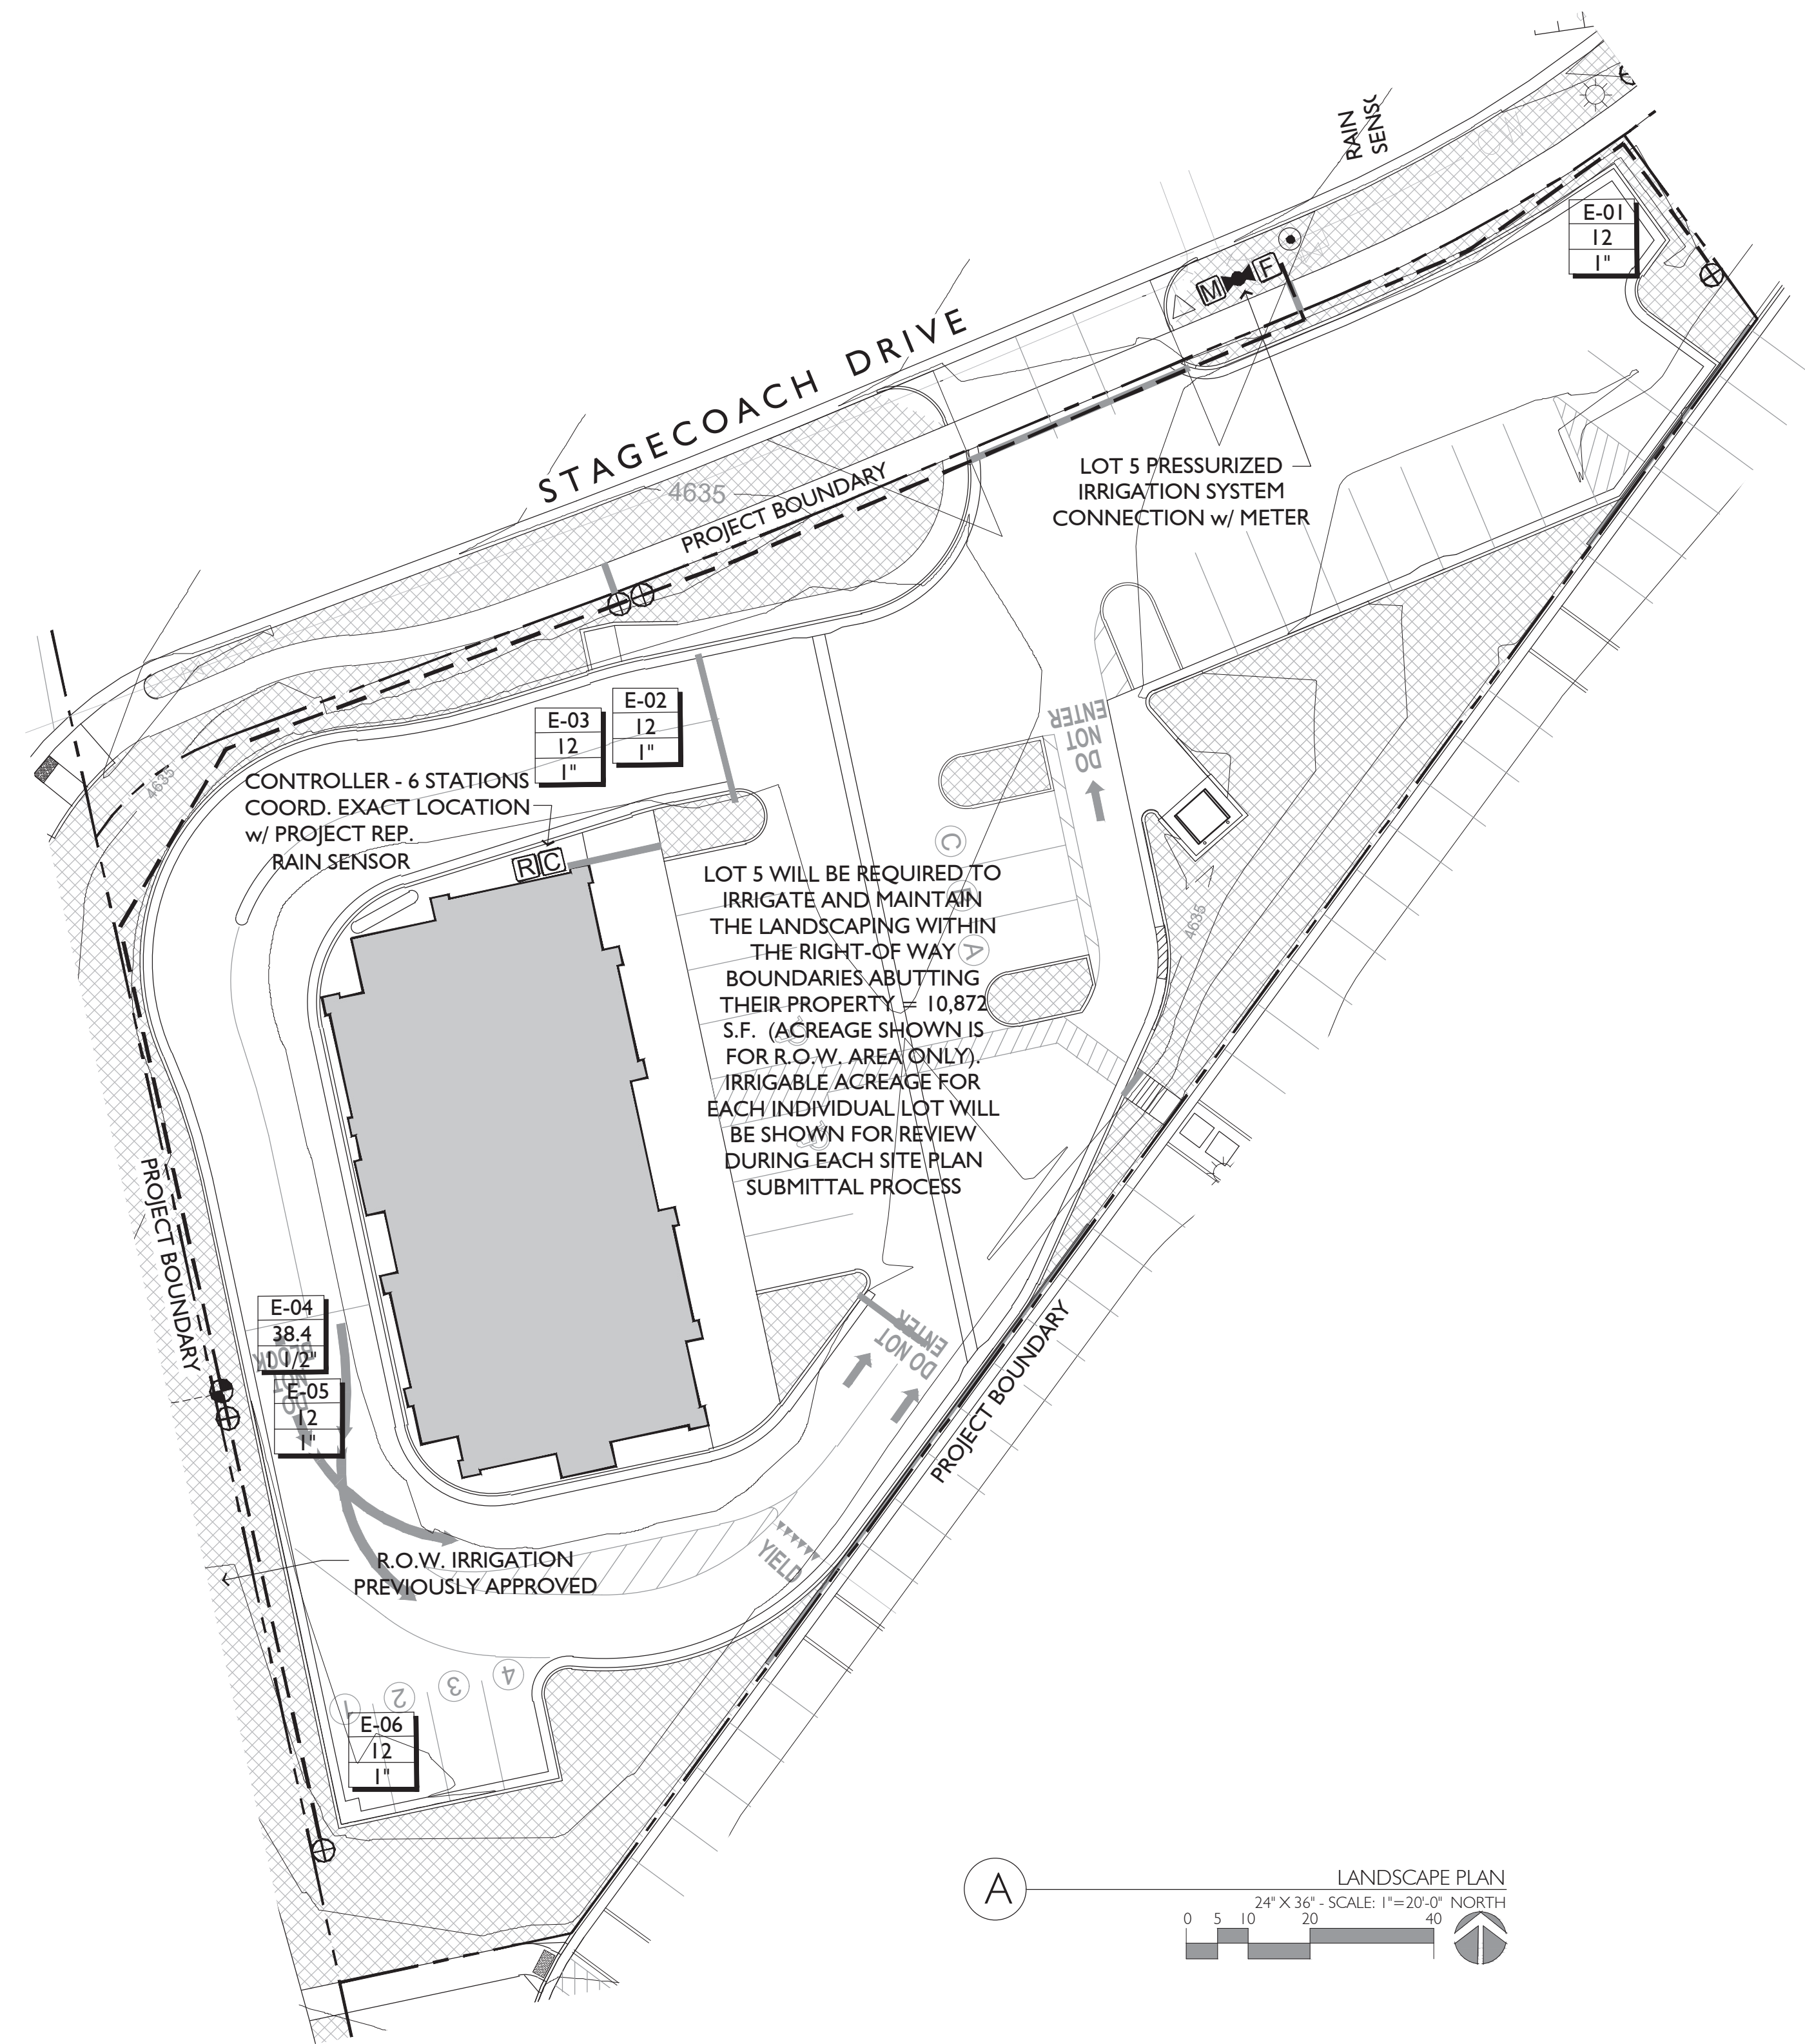 RAIN
SENSO
E-01
12
1"
M
F
STAGECOACH DRIVE
4635
PROJECT BOUNDARY
LOT 5 PRESSURIZED
IRRIGATION SYSTEM
CONNECTION w/ METER
E-02
12
1"
E-03
12
1"
4635
CONTROLLER - 6 STATIONS
COORD. EXACT LOCATION
w/ PROJECT REP.
RAIN SENSOR
R
C
DO
NOT
ENTER
C
B
A
4635
LOT 5 WILL BE REQUIRED TO
IRRIGATE AND MAINTAIN
THE LANDSCAPING WITHIN
THE RIGHT-OF WAY
BOUNDARIES ABUTTING
THEIR PROPERTY = 10,872
S.F. (ACREAGE SHOWN IS
FOR R.O.W. AREA ONLY).
IRRIGABLE ACREAGE FOR
EACH INDIVIDUAL LOT WILL
BE SHOWN FOR REVIEW
DURING EACH SITE PLAN
SUBMITTAL PROCESS
PROJECT BOUNDARY
E-04
38.4
1 1/2"
DO
NOT
BLOCK
E-05
12
1"
DO NOT
ENTER
PROJECT BOUNDARY
R.O.W. IRRIGATION
PREVIOUSLY APPROVED
YIELD
1
2
3
4
E-06
12
1"
A
LANDSCAPE PLAN
24" X 36" - SCALE: 1"=20'-0" NORTH
0 5 10 20 40